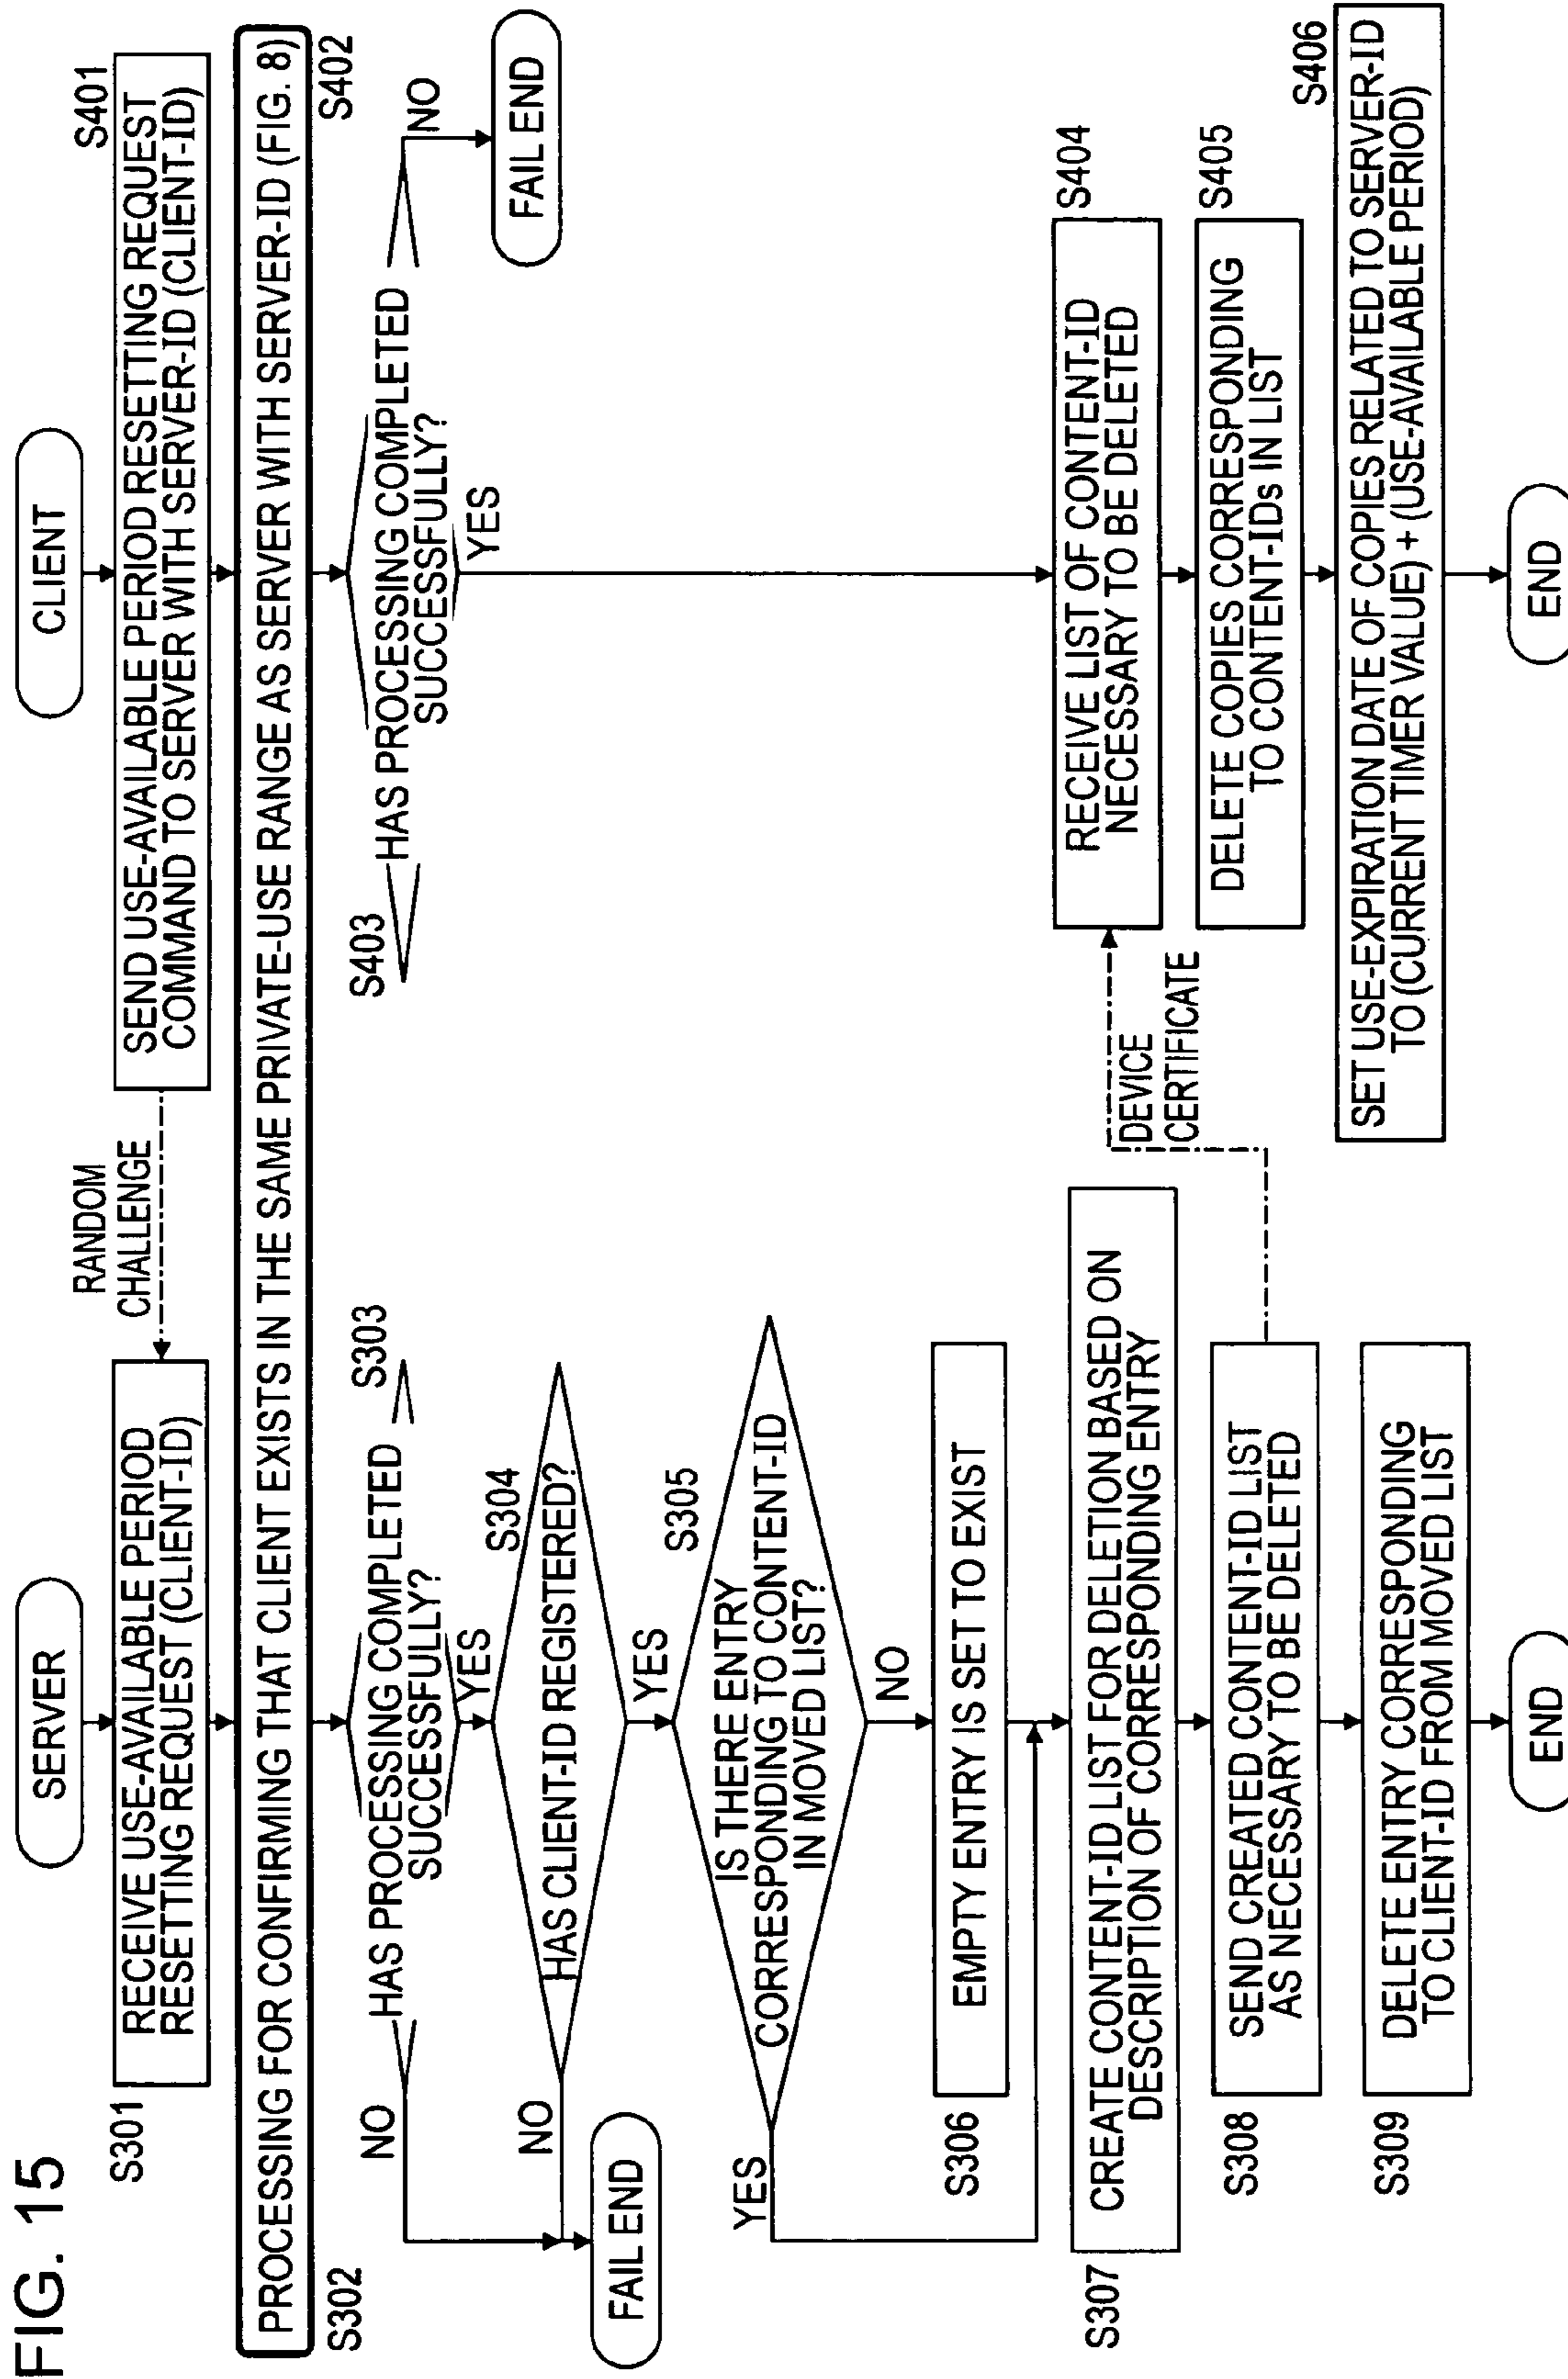 FIG. 15
SERVER
CLIENT
S301
RECEIVE USE-AVAILABLE PERIOD
RESETTING REQUEST (CLIENT-ID)
RANDOM
CHALLENGE
S401
SEND USE-AVAILABLE PERIOD RESETTING REQUEST
COMMAND TO SERVER WITH SERVER-ID (CLIENT-ID)
PROCESSING FOR CONFIRMING THAT CLIENT EXISTS IN THE SAME PRIVATE-USE RANGE AS SERVER WITH SERVER-ID (FIG. 8)
S302
S402
S303
HAS PROCESSING COMPLETED
SUCCESSFULLY?
NO
YES
S403
HAS PROCESSING COMPLETED
SUCCESSFULLY?
NO
YES
FAIL END
S304
HAS CLIENT-ID REGISTERED?
NO
YES
FAIL END
S305
IS THERE ENTRY
CORRESPONDING TO CONTENT-ID
IN MOVED LIST?
YES
NO
S306
EMPTY ENTRY IS SET TO EXIST
S307
CREATE CONTENT-ID LIST FOR DELETION BASED ON
DESCRIPTION OF CORRESPONDING ENTRY
S308
SEND CREATED CONTENT-ID LIST
AS NECESSARY TO BE DELETED
S309
DELETE ENTRY CORRESPONDING
TO CLIENT-ID FROM MOVED LIST
END
DEVICE
CERTIFICATE
S404
RECEIVE LIST OF CONTENT-ID
NECESSARY TO BE DELETED
S405
DELETE COPIES CORRESPONDING
TO CONTENT-IDs IN LIST
S406
SET USE-EXPIRATION DATE OF COPIES RELATED TO SERVER-ID
TO (CURRENT TIMER VALUE) + (USE-AVAILABLE PERIOD)
END